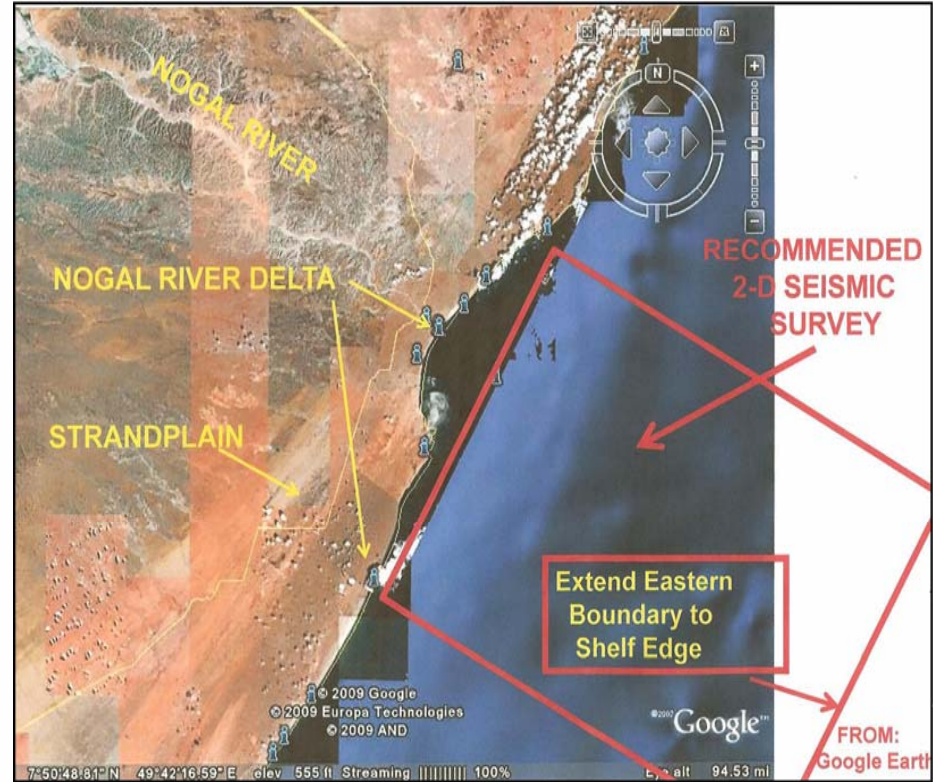 NOGAL RIVER
N
RECOMMENDED
2-D SEISMIC
SURVEY
NOGAL RIVER DELTA
STRANDPLAIN
Extend Eastern
Boundary to
Shelf Edge
© 2009 Google
© 2009 Europa Technologies
© 2009 AND
©2007 Google™
FROM:
Google Earth
7°50'48.81" N 49°42'16.59" E elev 555 ft Streaming |||||||||| 100% Eye alt 94.53 mi